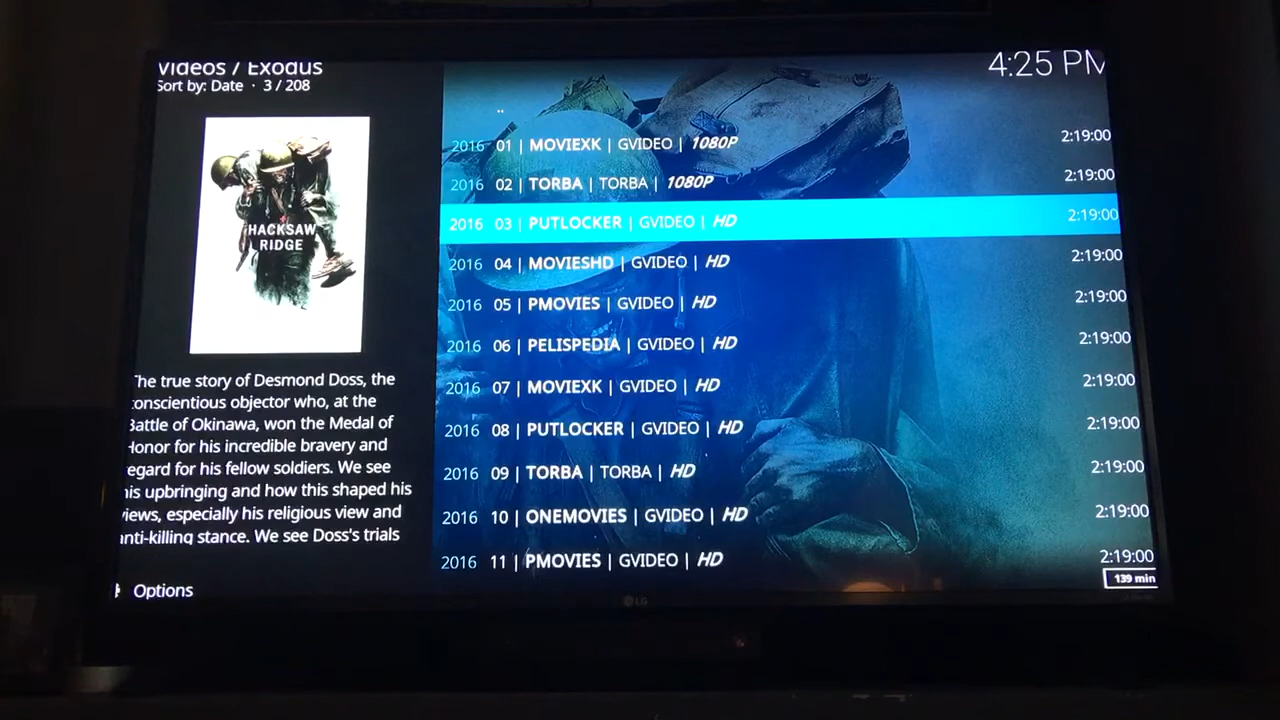 Videos / Exodus
Sort by: Date · 3 / 208
4:25 PM
HACKSAW
RIDGE
The true story of Desmond Doss, the
conscientious objector who, at the
Battle of Okinawa, won the Medal of
Honor for his incredible bravery and
regard for his fellow soldiers. We see
his upbringing and how this shaped his
views, especially his religious view and
anti-killing stance. We see Doss's trials
Options
..
2016 01 | MOVIEXK | GVIDEO | 1080P 2:19:00
2016 02 | TORBA | TORBA | 1080P 2:19:00
2016 03 | PUTLOCKER | GVIDEO | HD 2:19:00
2016 04 | MOVIESHD | GVIDEO | HD 2:19:00
2016 05 | PMOVIES | GVIDEO | HD 2:19:00
2016 06 | PELISPEDIA | GVIDEO | HD 2:19:00
2016 07 | MOVIEXK | GVIDEO | HD 2:19:00
2016 08 | PUTLOCKER | GVIDEO | HD 2:19:00
2016 09 | TORBA | TORBA | HD 2:19:00
2016 10 | ONEMOVIES | GVIDEO | HD 2:19:00
2016 11 | PMOVIES | GVIDEO | HD 2:19:00
139 min
LG